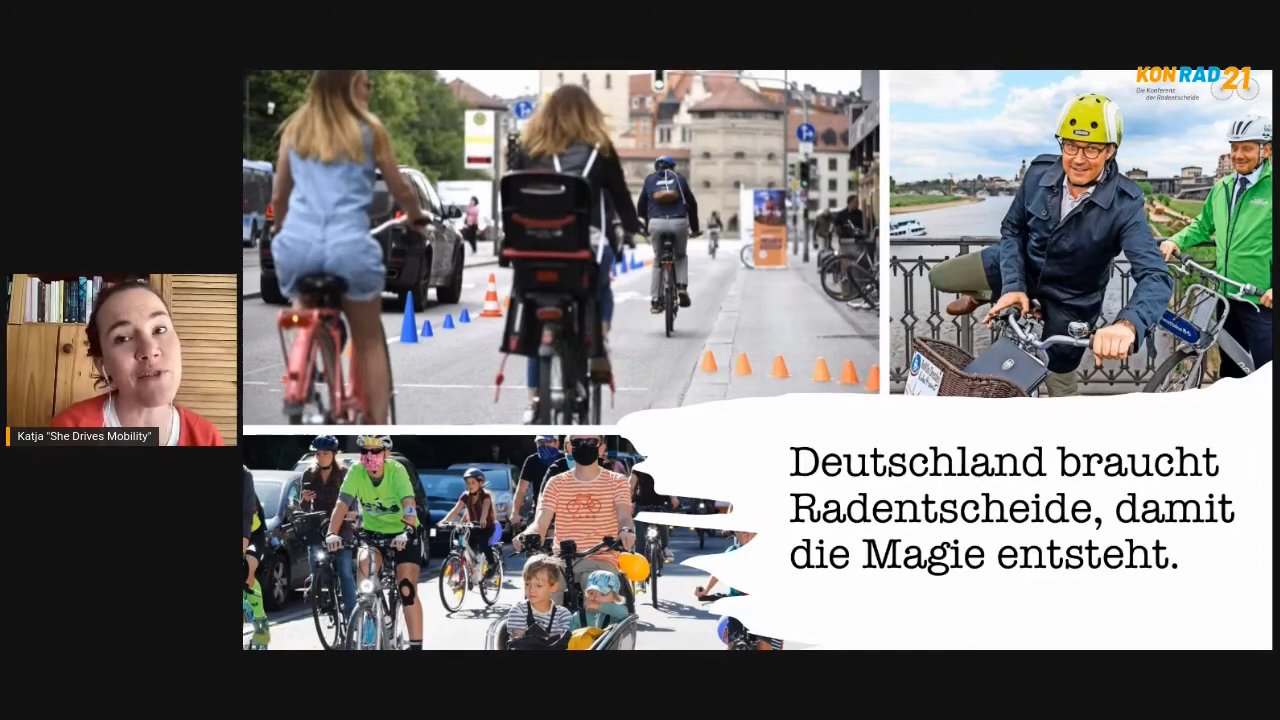 KONRAD21
Die Konferenz
der Radentscheide
Katja "She Drives Mobility"
Deutschland braucht
Radentscheide, damit
die Magie entsteht.